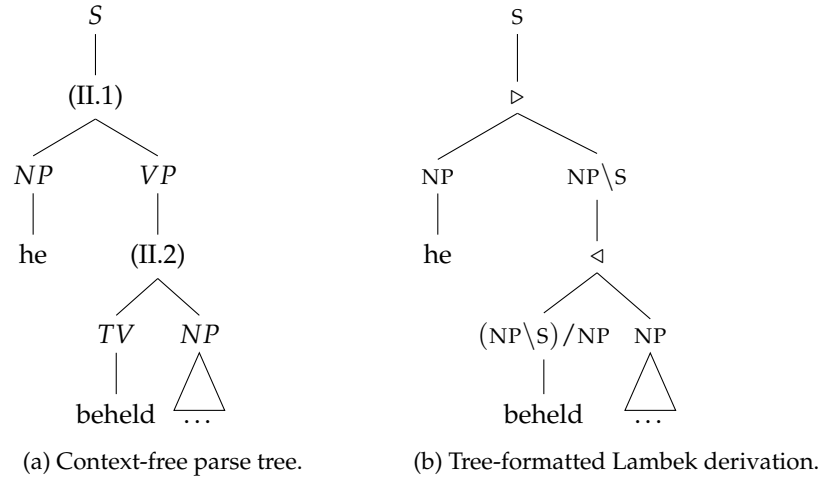 S S
(II.1) ▷
NP VP NP NP\S
he (II.2) he ◁
TV NP (NP\S)/NP NP
beheld ... beheld ...
(a) Context-free parse tree. (b) Tree-formatted Lambek derivation.